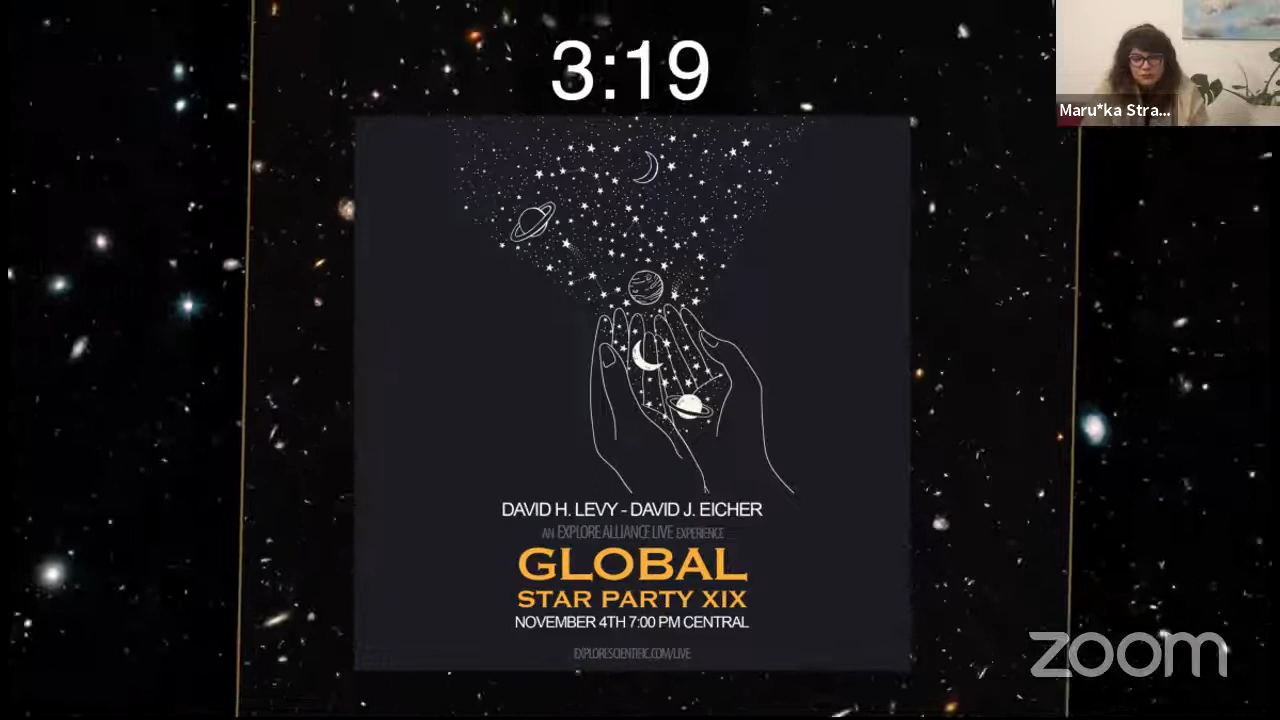 3:19
Maru*ka Stra...
DAVID H. LEVY - DAVID J. EICHER
AN EXPLORE ALLIANCE LIVE EXPERIENCE
GLOBAL
STAR PARTY XIX
NOVEMBER 4TH 7:00 PM CENTRAL
EXPLORESCIENTIFIC.COM/LIVE
zoom